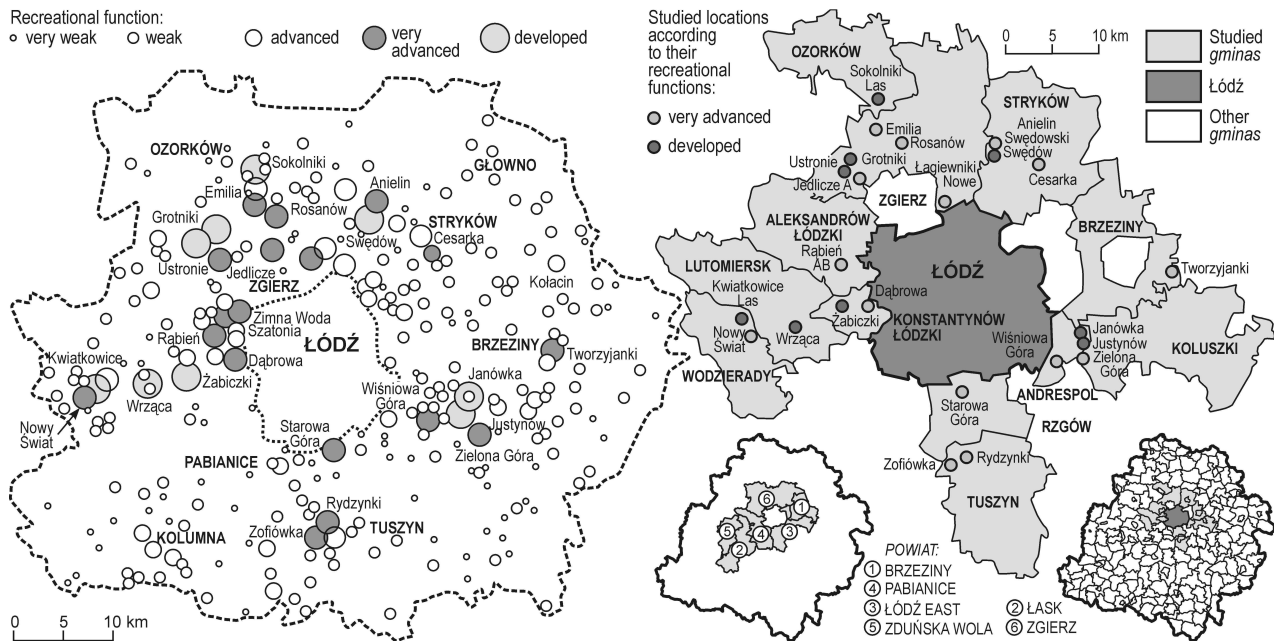 Recreational function:
very weak
weak
advanced
very
advanced
developed
OZORKÓW
Sokolniki
GŁOWNO
Emilia
Anielin
Rosanów
Grotniki
STRYKÓW
Cesarka
Swędów
Ustronie
Jedlicze
ZGIERZ
Kołacin
Zimna Woda
Szatonia
Rabień
ŁÓDŹ
BRZEZINY
Tworzyjanki
Dąbrowa
Kwiatkowice
Żabiczki
Janówka
Wiśniowa
Góra
Wrząca
Nowy
Świat
Justynów
Starowa
Góra
Zielona Góra
PABIANICE
Rydzynki
KOLUMNA
Zofiówka
TUSZYN
0 5 10 km
Studied locations
according
to their
recreational
functions:
very advanced
developed
0 5 10 km
Studied
gminas
Łódź
Other
gminas
OZORKÓW
Sokolniki
Las
STRYKÓW
Emilia
Rosanów
Anielin
Swędowski
Swędów
Ustronie
Grotniki
Łagiewniki
Nowe
Jedlicze A
Cesarka
ZGIERZ
ALEKSANDRÓW
ŁÓDZKI
BRZEZINY
Rąbień
AB
LUTOMIERSK
ŁÓDŹ
Tworzyjanki
Kwiatkowice
Las
Dąbrowa
KONSTANTYNÓW
ŁÓDZKI
Nowy
Świat
Wrząca
Żabiczki
Wiśniowa
Góra
Janówka
Justynów
Zielona
Góra
KOLUSZKI
WODZIERADY
ANDRESPOL
Starowa
Góra
RZGÓW
Zofiówka
Rydzynki
TUSZYN
6
1
5
4
3
2
POWIAT:
1 BRZEZINY
4 PABIANICE
3 ŁÓDŹ EAST
2 ŁASK
5 ZDUŃSKA WOLA
6 ZGIERZ